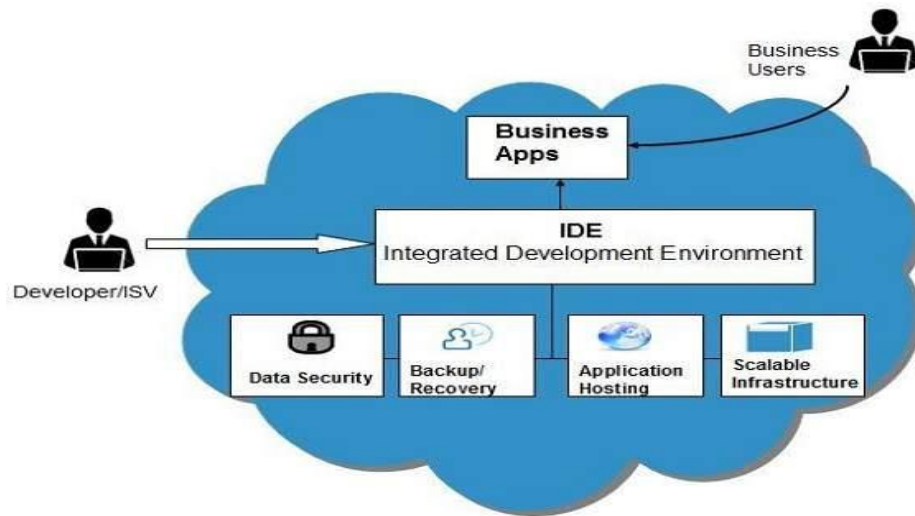 Business
Users
Business
Apps
IDE
Integrated Development Environment
Developer/ISV
Data Security
Backup/
Recovery
Application
Hosting
Scalable
Infrastructure